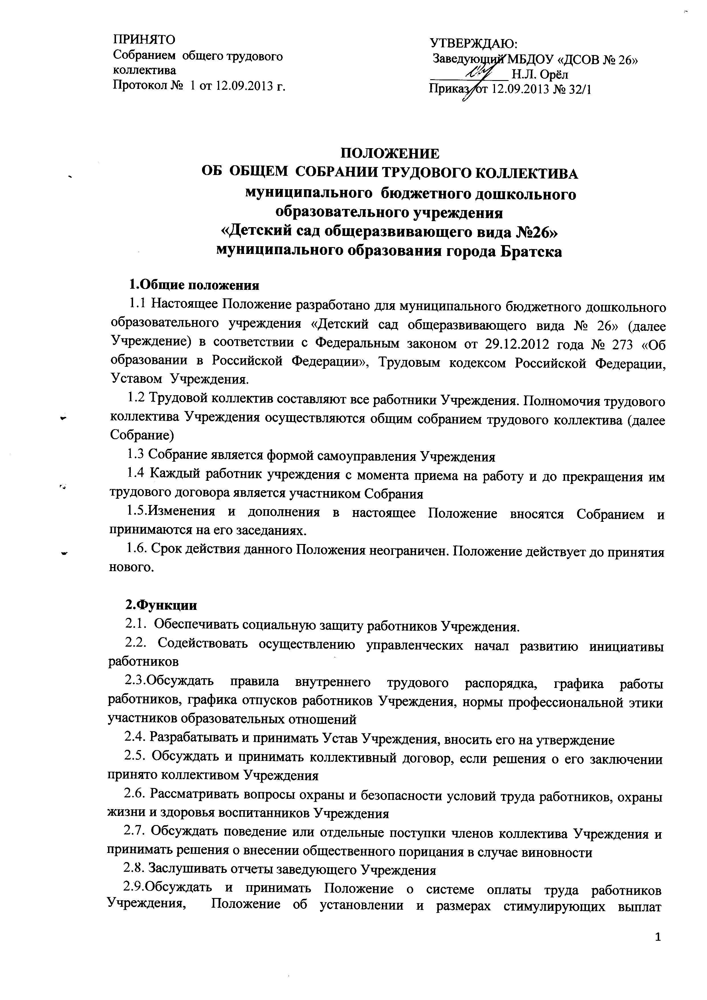 ПРИНЯТО
Собранием общего трудового
коллектива
Протокол № 1 от 12.09.2013 г.
УТВЕРЖДАЮ:
Заведующий МБДОУ «ДСОВ № 26»
____________ Н.Л. Орёл
Приказ от 12.09.2013 № 32/1
ПОЛОЖЕНИЕ
ОБ ОБЩЕМ СОБРАНИИ ТРУДОВОГО КОЛЛЕКТИВА
муниципального бюджетного дошкольного
образовательного учреждения
«Детский сад общеразвивающего вида №26»
муниципального образования города Братска
1.Общие положения
1.1 Настоящее Положение разработано для муниципального бюджетного дошкольного
образовательного учреждения «Детский сад общеразвивающего вида № 26» (далее
Учреждение) в соответствии с Федеральным законом от 29.12.2012 года № 273 «Об
образовании в Российской Федерации», Трудовым кодексом Российской Федерации,
Уставом Учреждения.
1.2 Трудовой коллектив составляют все работники Учреждения. Полномочия трудового
коллектива Учреждения осуществляются общим собранием трудового коллектива (далее
Собрание)
1.3 Собрание является формой самоуправления Учреждения
1.4 Каждый работник учреждения с момента приема на работу и до прекращения им
трудового договора является участником Собрания
1.5.Изменения и дополнения в настоящее Положение вносятся Собранием и
принимаются на его заседаниях.
1.6. Срок действия данного Положения неограничен. Положение действует до принятия
нового.
2.Функции
2.1. Обеспечивать социальную защиту работников Учреждения.
2.2. Содействовать осуществлению управленческих начал развитию инициативы
работников
2.3.Обсуждать правила внутреннего трудового распорядка, графика работы
работников, графика отпусков работников Учреждения, нормы профессиональной этики
участников образовательных отношений
2.4. Разрабатывать и принимать Устав Учреждения, вносить его на утверждение
2.5. Обсуждать и принимать коллективный договор, если решения о его заключении
принято коллективом Учреждения
2.6. Рассматривать вопросы охраны и безопасности условий труда работников, охраны
жизни и здоровья воспитанников Учреждения
2.7. Обсуждать поведение или отдельные поступки членов коллектива Учреждения и
принимать решения о внесении общественного порицания в случае виновности
2.8. Заслушивать отчеты заведующего Учреждения
2.9.Обсуждать и принимать Положение о системе оплаты труда работников
Учреждения, Положение об установлении и размерах стимулирующих выплат
1